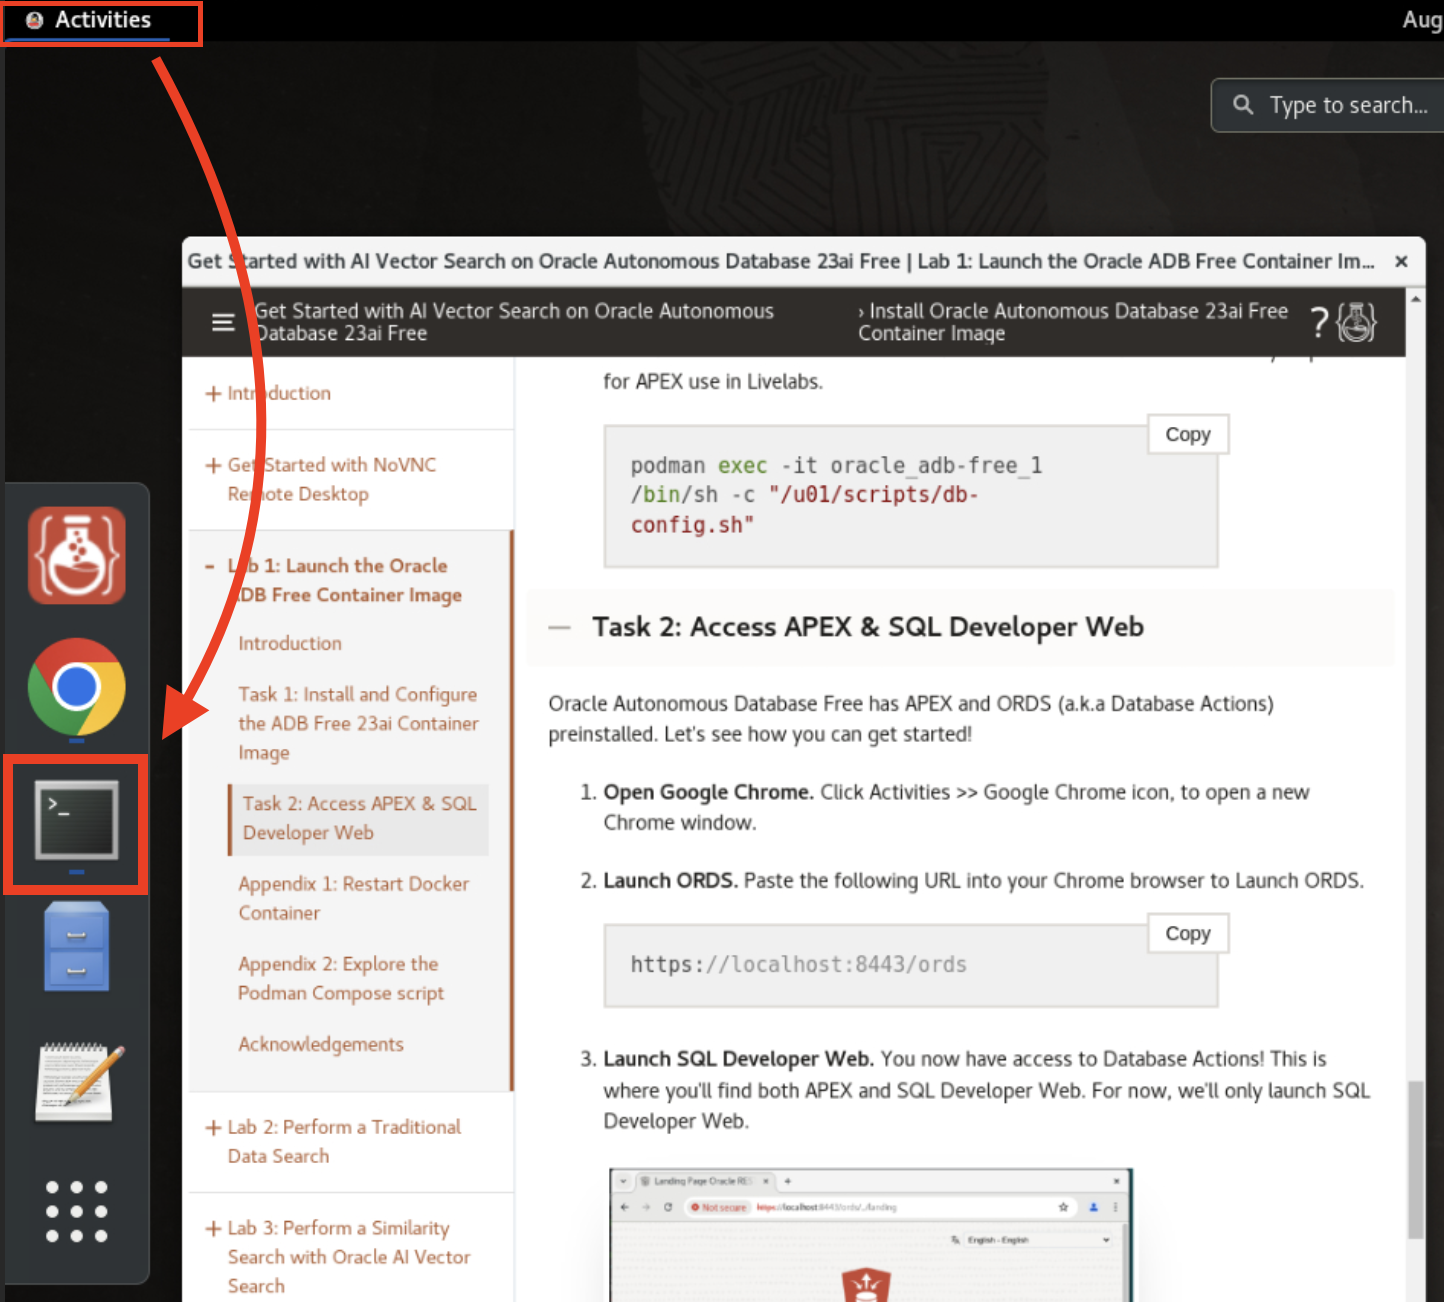 Activities
Aug
Type to search...
Get Started with AI Vector Search on Oracle Autonomous Database 23ai Free | Lab 1: Launch the Oracle ADB Free Container Im...
Get Started with AI Vector Search on Oracle Autonomous
Database 23ai Free
› Install Oracle Autonomous Database 23ai Free
Container Image
?
+ Introduction
+ Get Started with NoVNC
Remote Desktop
- Lab 1: Launch the Oracle
ADB Free Container Image
Introduction
Task 1: Install and Configure
the ADB Free 23ai Container
Image
Task 2: Access APEX & SQL
Developer Web
Appendix 1: Restart Docker
Container
Appendix 2: Explore the
Podman Compose script
Acknowledgements
+ Lab 2: Perform a Traditional
Data Search
+ Lab 3: Perform a Similarity
Search with Oracle AI Vector
Search
for APEX use in Livelabs.
Copy
podman exec -it oracle_adb-free_1
/bin/sh -c "/u01/scripts/db-
config.sh"
— Task 2: Access APEX & SQL Developer Web
Oracle Autonomous Database Free has APEX and ORDS (a.k.a Database Actions)
preinstalled. Let's see how you can get started!
1. Open Google Chrome. Click Activities >> Google Chrome icon, to open a new
Chrome window.
2. Launch ORDS. Paste the following URL into your Chrome browser to Launch ORDS.
Copy
https://localhost:8443/ords
3. Launch SQL Developer Web. You now have access to Database Actions! This is
where you'll find both APEX and SQL Developer Web. For now, we'll only launch SQL
Developer Web.
Landing Page Oracle RES
Not secure https://localhost:8443/ords/_/landing
English - English
>_